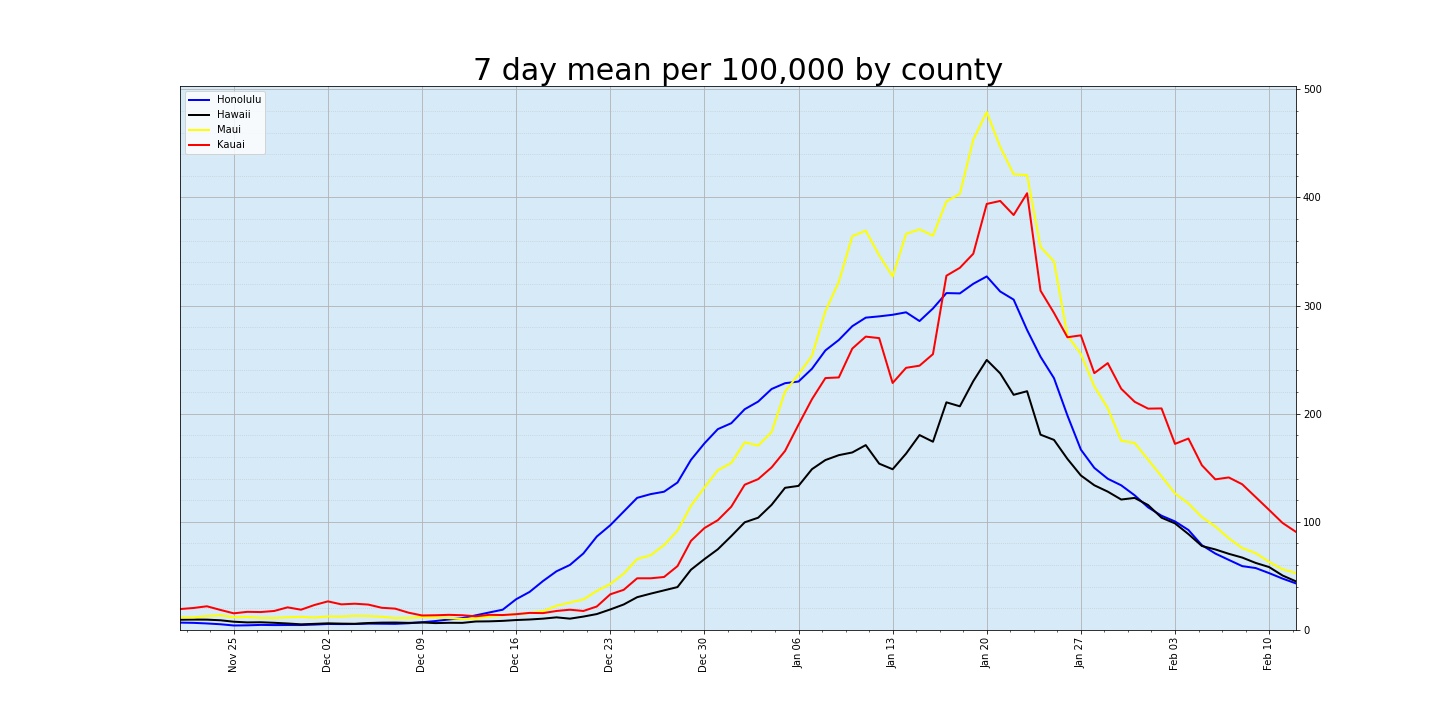 7 day mean per 100,000 by county
Honolulu
Hawaii
Maui
Kauai
500
400
300
200
100
0
Nov 25
Dec 02
Dec 09
Dec 16
Dec 23
Dec 30
Jan 06
Jan 13
Jan 20
Jan 27
Feb 03
Feb 10